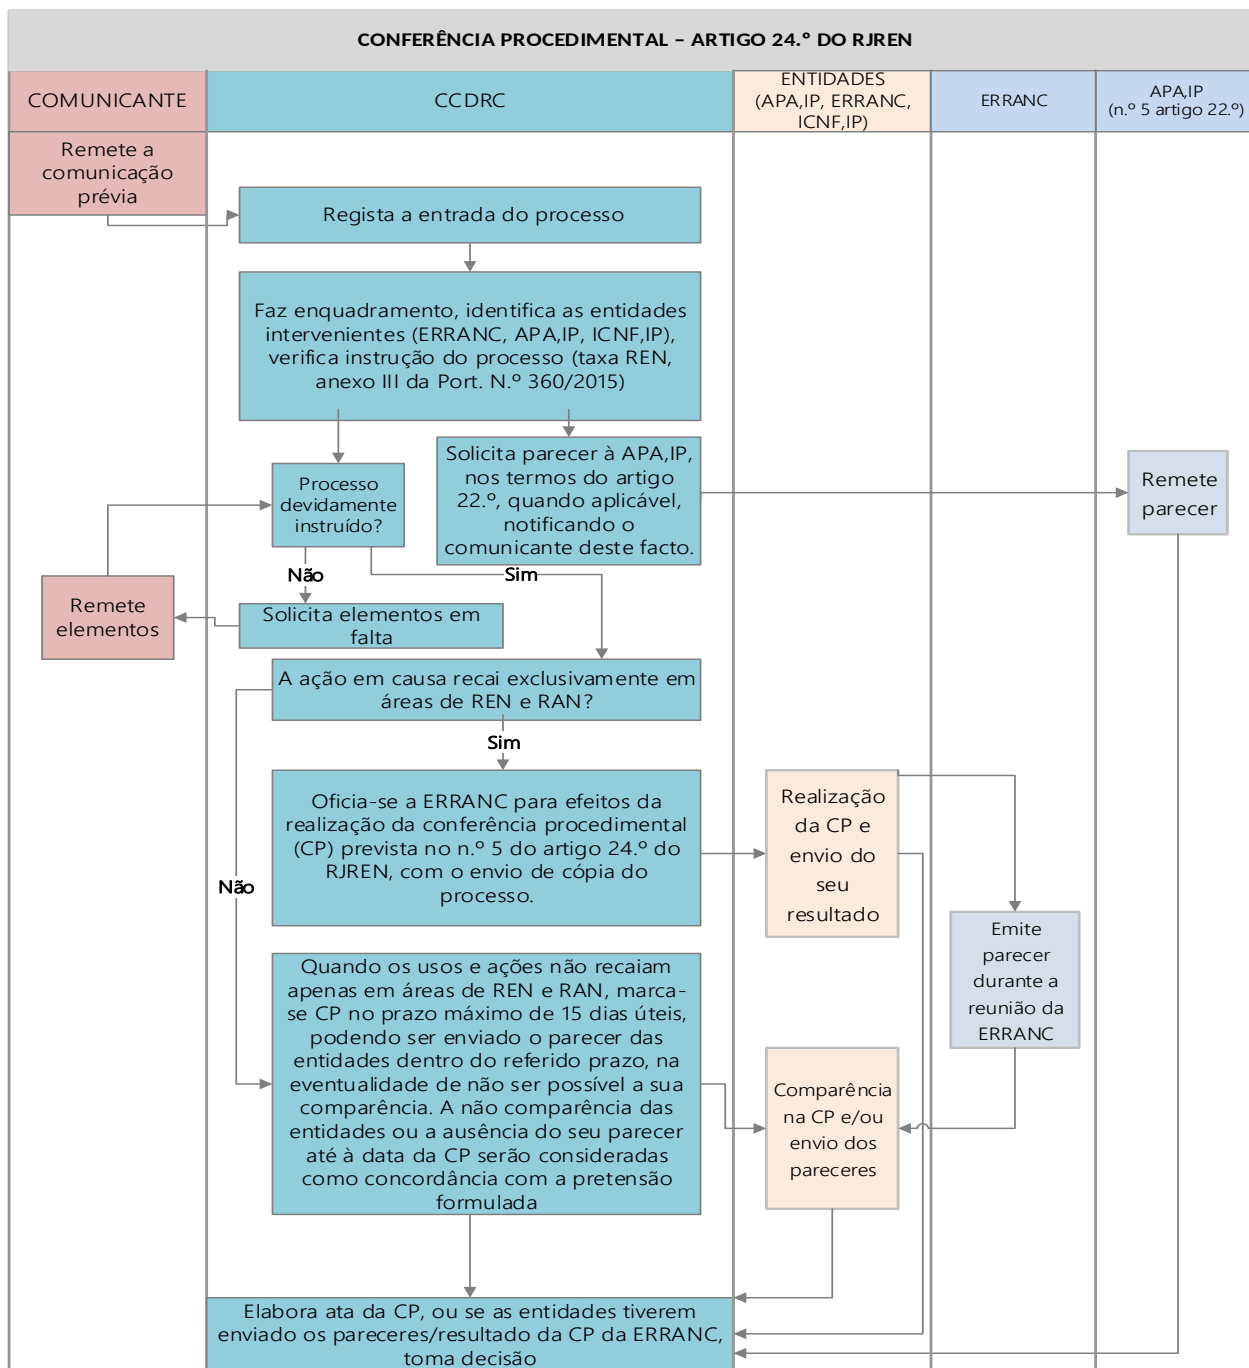 CONFERÊNCIA PROCEDIMENTAL – ARTIGO 24.º DO RJREN
COMUNICANTE
CCDRC
ENTIDADES
(APA,IP, ERRANC,
ICNF,IP)
ERRANC
APA,IP
(n.º 5 artigo 22.º)
Remete a
comunicação
prévia
Regista a entrada do processo
Faz enquadramento, identifica as entidades
intervenientes (ERRANC, APA,IP, ICNF,IP),
verifica instrução do processo (taxa REN,
anexo III da Port. N.º 360/2015)
Processo
devidamente
instruído?
Solicita parecer à APA,IP,
nos termos do artigo
22.º, quando aplicável,
notificando o
comunicante deste facto.
Remete
parecer
Não
Sim
Remete
elementos
Solicita elementos em
falta
A ação em causa recai exclusivamente em
áreas de REN e RAN?
Sim
Oficia-se a ERRANC para efeitos da
realização da conferência procedimental
(CP) prevista no n.º 5 do artigo 24.º do
RJREN, com o envio de cópia do
processo.
Realização
da CP e
envio do
seu
resultado
Não
Emite
parecer
durante a
reunião da
ERRANC
Quando os usos e ações não recaiam
apenas em áreas de REN e RAN, marca-
se CP no prazo máximo de 15 dias úteis,
podendo ser enviado o parecer das
entidades dentro do referido prazo, na
eventualidade de não ser possível a sua
comparência. A não comparência das
entidades ou a ausência do seu parecer
até à data da CP serão consideradas
como concordância com a pretensão
formulada
Comparência
na CP e/ou
envio dos
pareceres
Elabora ata da CP, ou se as entidades tiverem
enviado os pareceres/resultado da CP da ERRANC,
toma decisão